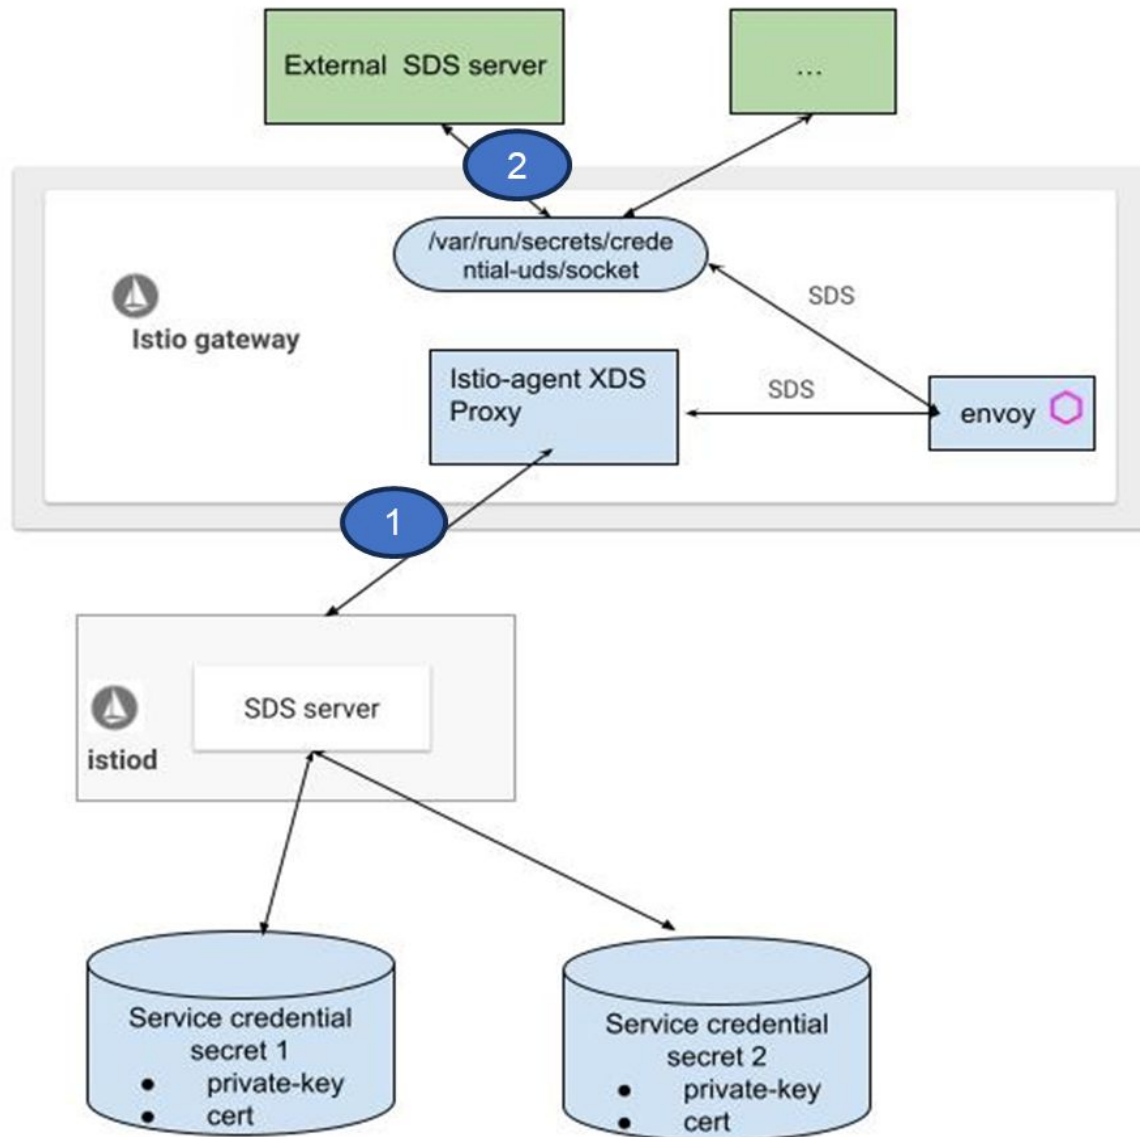 External SDS server
...
2
/var/run/secrets/crede
ntial-uds/socket
SDS
Istio gateway
Istio-agent XDS
Proxy
SDS
envoy
1
SDS server
istiod
Service credential
secret 1
● private-key
● cert
Service credential
secret 2
● private-key
● cert